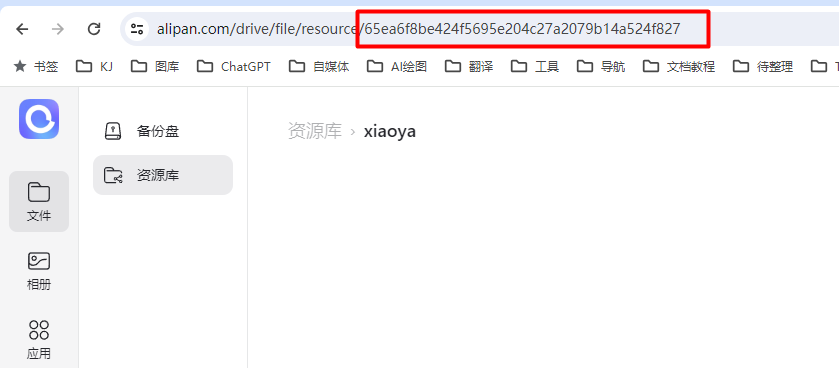 alipan.com/drive/file/resource/65ea6f8be424f5695e204c27a2079b14a524f827
书签 KJ 图库 ChatGPT 自媒体 AI绘图 翻译 工具 导航 文档教程 待整理
备份盘
资源库 › xiaoya
资源库
文件
相册
应用